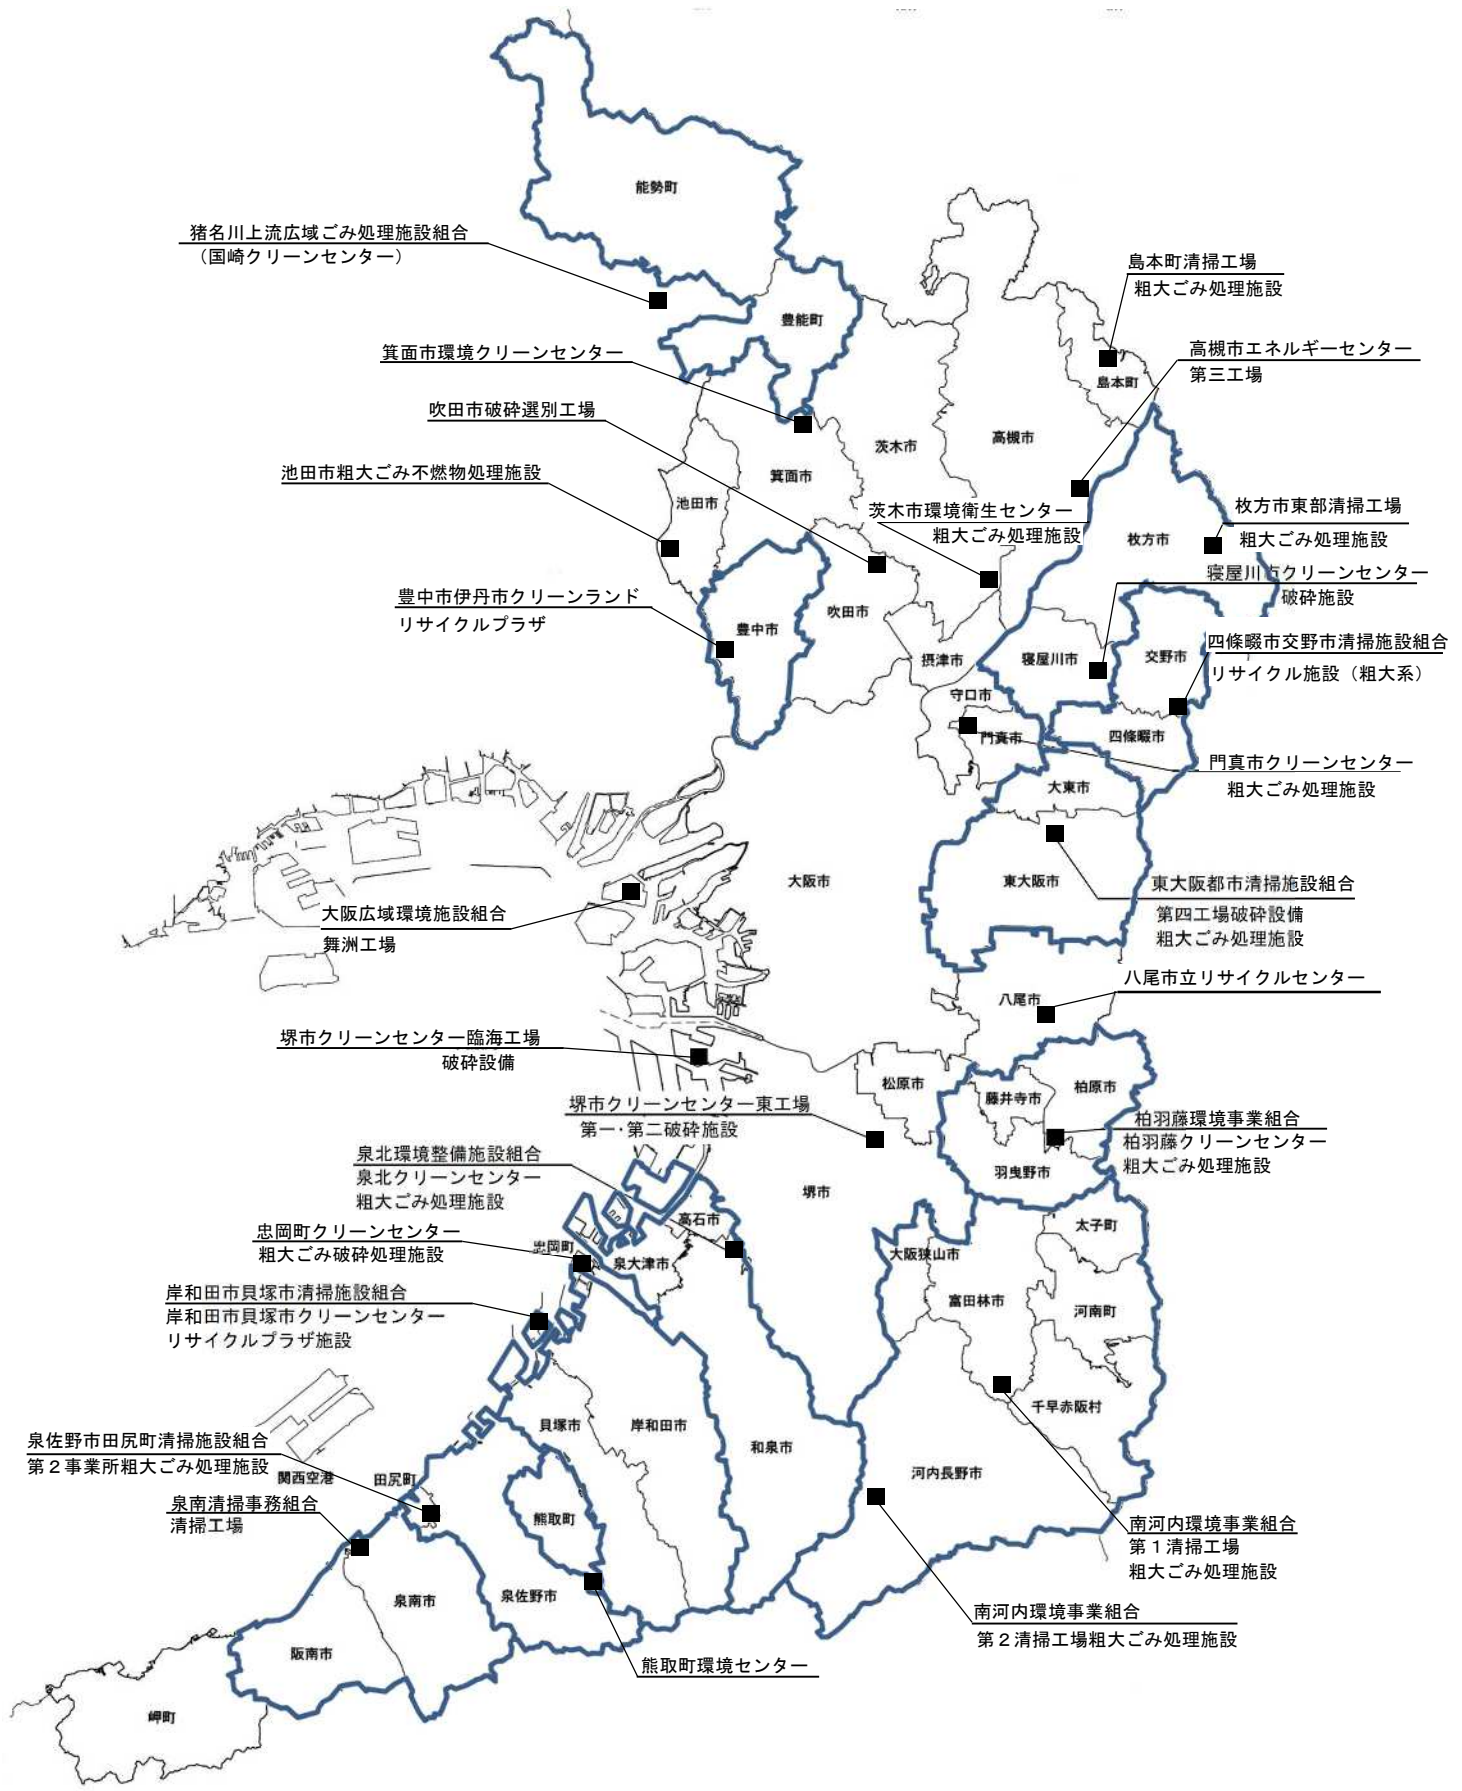 能勢町
猪名川上流広域ごみ処理施設組合
（国崎クリーンセンター）
島本町清掃工場
粗大ごみ処理施設
豊能町
箕面市環境クリーンセンター
高槻市エネルギーセンター
第三工場
島本町
吹田市破砕選別工場
高槻市
茨木市
箕面市
池田市粗大ごみ不燃物処理施設
池田市
茨木市環境衛生センター
粗大ごみ処理施設
枚方市東部清掃工場
粗大ごみ処理施設
枚方市
寝屋川市クリーンセンター
破砕施設
豊中市伊丹市クリーンランド
リサイクルプラザ
豊中市
吹田市
摂津市
寝屋川市
交野市
四條畷市交野市清掃施設組合
リサイクル施設（粗大系）
守口市
門真市
四條畷市
門真市クリーンセンター
粗大ごみ処理施設
大東市
大阪市
東大阪市
東大阪都市清掃施設組合
第四工場破砕設備
粗大ごみ処理施設
大阪広域環境施設組合
舞洲工場
八尾市立リサイクルセンター
八尾市
堺市クリーンセンター臨海工場
破砕設備
松原市
藤井寺市
柏原市
堺市クリーンセンター東工場
第一・第二破砕施設
柏羽藤環境事業組合
柏羽藤クリーンセンター
粗大ごみ処理施設
泉北環境整備施設組合
泉北クリーンセンター
粗大ごみ処理施設
羽曳野市
堺市
高石市
太子町
忠岡町クリーンセンター
粗大ごみ破砕処理施設
忠岡町
泉大津市
大阪狭山市
岸和田市貝塚市清掃施設組合
岸和田市貝塚市クリーンセンター
リサイクルプラザ施設
富田林市
河南町
千早赤阪村
貝塚市
岸和田市
和泉市
泉佐野市田尻町清掃施設組合
第２事業所粗大ごみ処理施設
関西空港
田尻町
河内長野市
泉南清掃事務組合
清掃工場
熊取町
南河内環境事業組合
第１清掃工場
粗大ごみ処理施設
泉南市
泉佐野市
南河内環境事業組合
第２清掃工場粗大ごみ処理施設
阪南市
熊取町環境センター
岬町